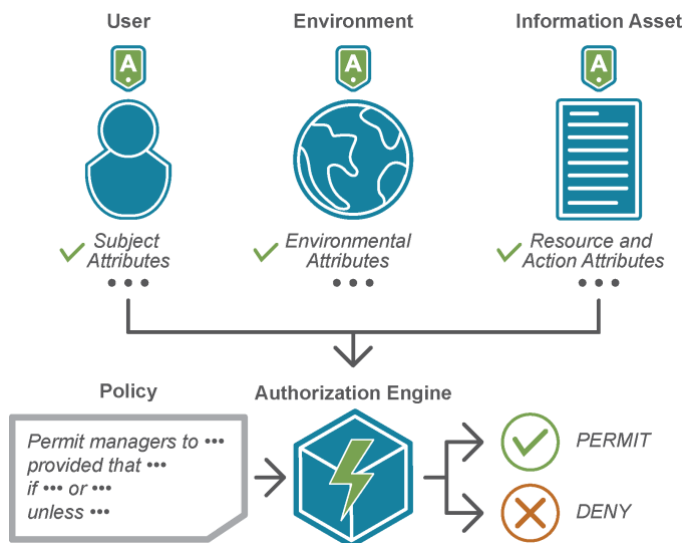 User
Environment
Information Asset
A
A
A
Subject
Attributes
Environmental
Attributes
Resource and
Action Attributes
•••
•••
•••
Policy
Authorization Engine
Permit managers to •••
provided that •••
if ••• or •••
unless •••
PERMIT
DENY